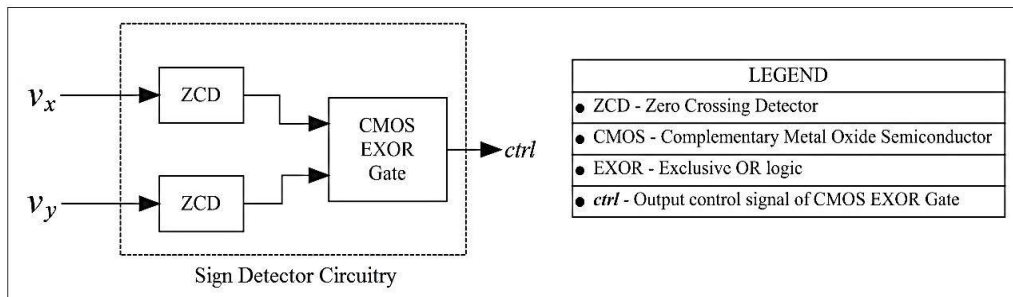 v_x
ZCD
CMOS
EXOR
Gate
ctrl
v_y
ZCD
Sign Detector Circuitry
LEGEND
● ZCD - Zero Crossing Detector
● CMOS - Complementary Metal Oxide Semiconductor
● EXOR - Exclusive OR logic
● ctrl - Output control signal of CMOS EXOR Gate